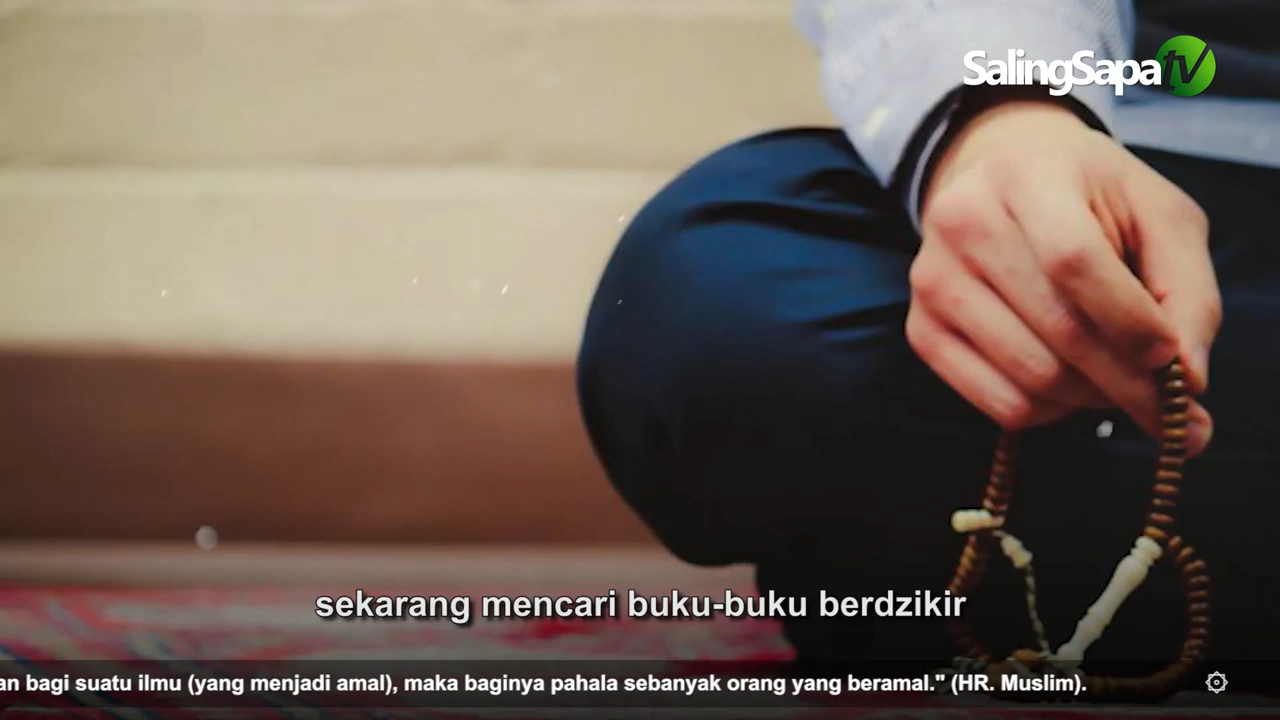 SalingSapa tv
sekarang mencari buku-buku berdzikir
an bagi suatu ilmu (yang menjadi amal), maka baginya pahala sebanyak orang yang beramal." (HR. Muslim).